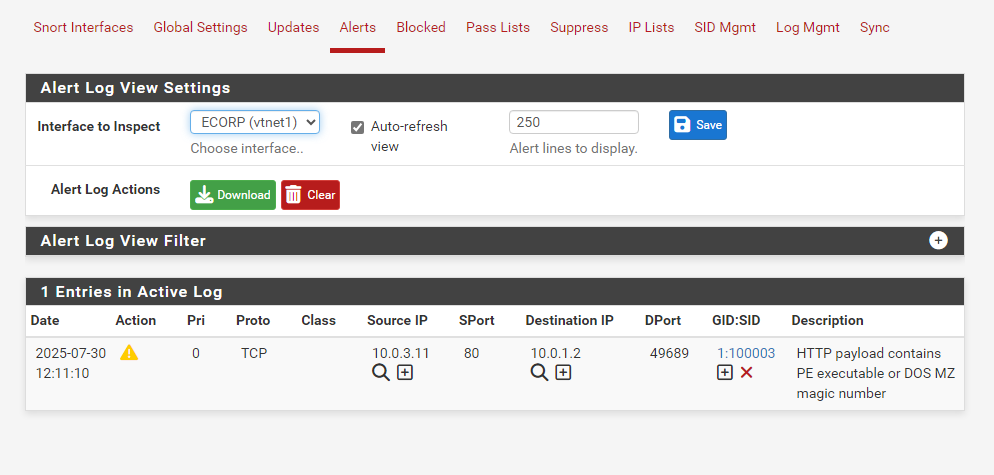 Snort Interfaces Global Settings Updates Alerts Blocked Pass Lists Suppress IP Lists SID Mgmt Log Mgmt Sync
Alert Log View Settings
Interface to Inspect ECORP (vtnet1) Auto-refresh view 250 Save
Choose interface.. Alert lines to display.
Alert Log Actions Download Clear
Alert Log View Filter
1 Entries in Active Log
Date Action Pri Proto Class Source IP SPort Destination IP DPort GID:SID Description
2025-07-30 0 TCP 10.0.3.11 80 10.0.1.2 49689 1:100003 HTTP payload contains
12:11:10 PE executable or DOS MZ
magic number